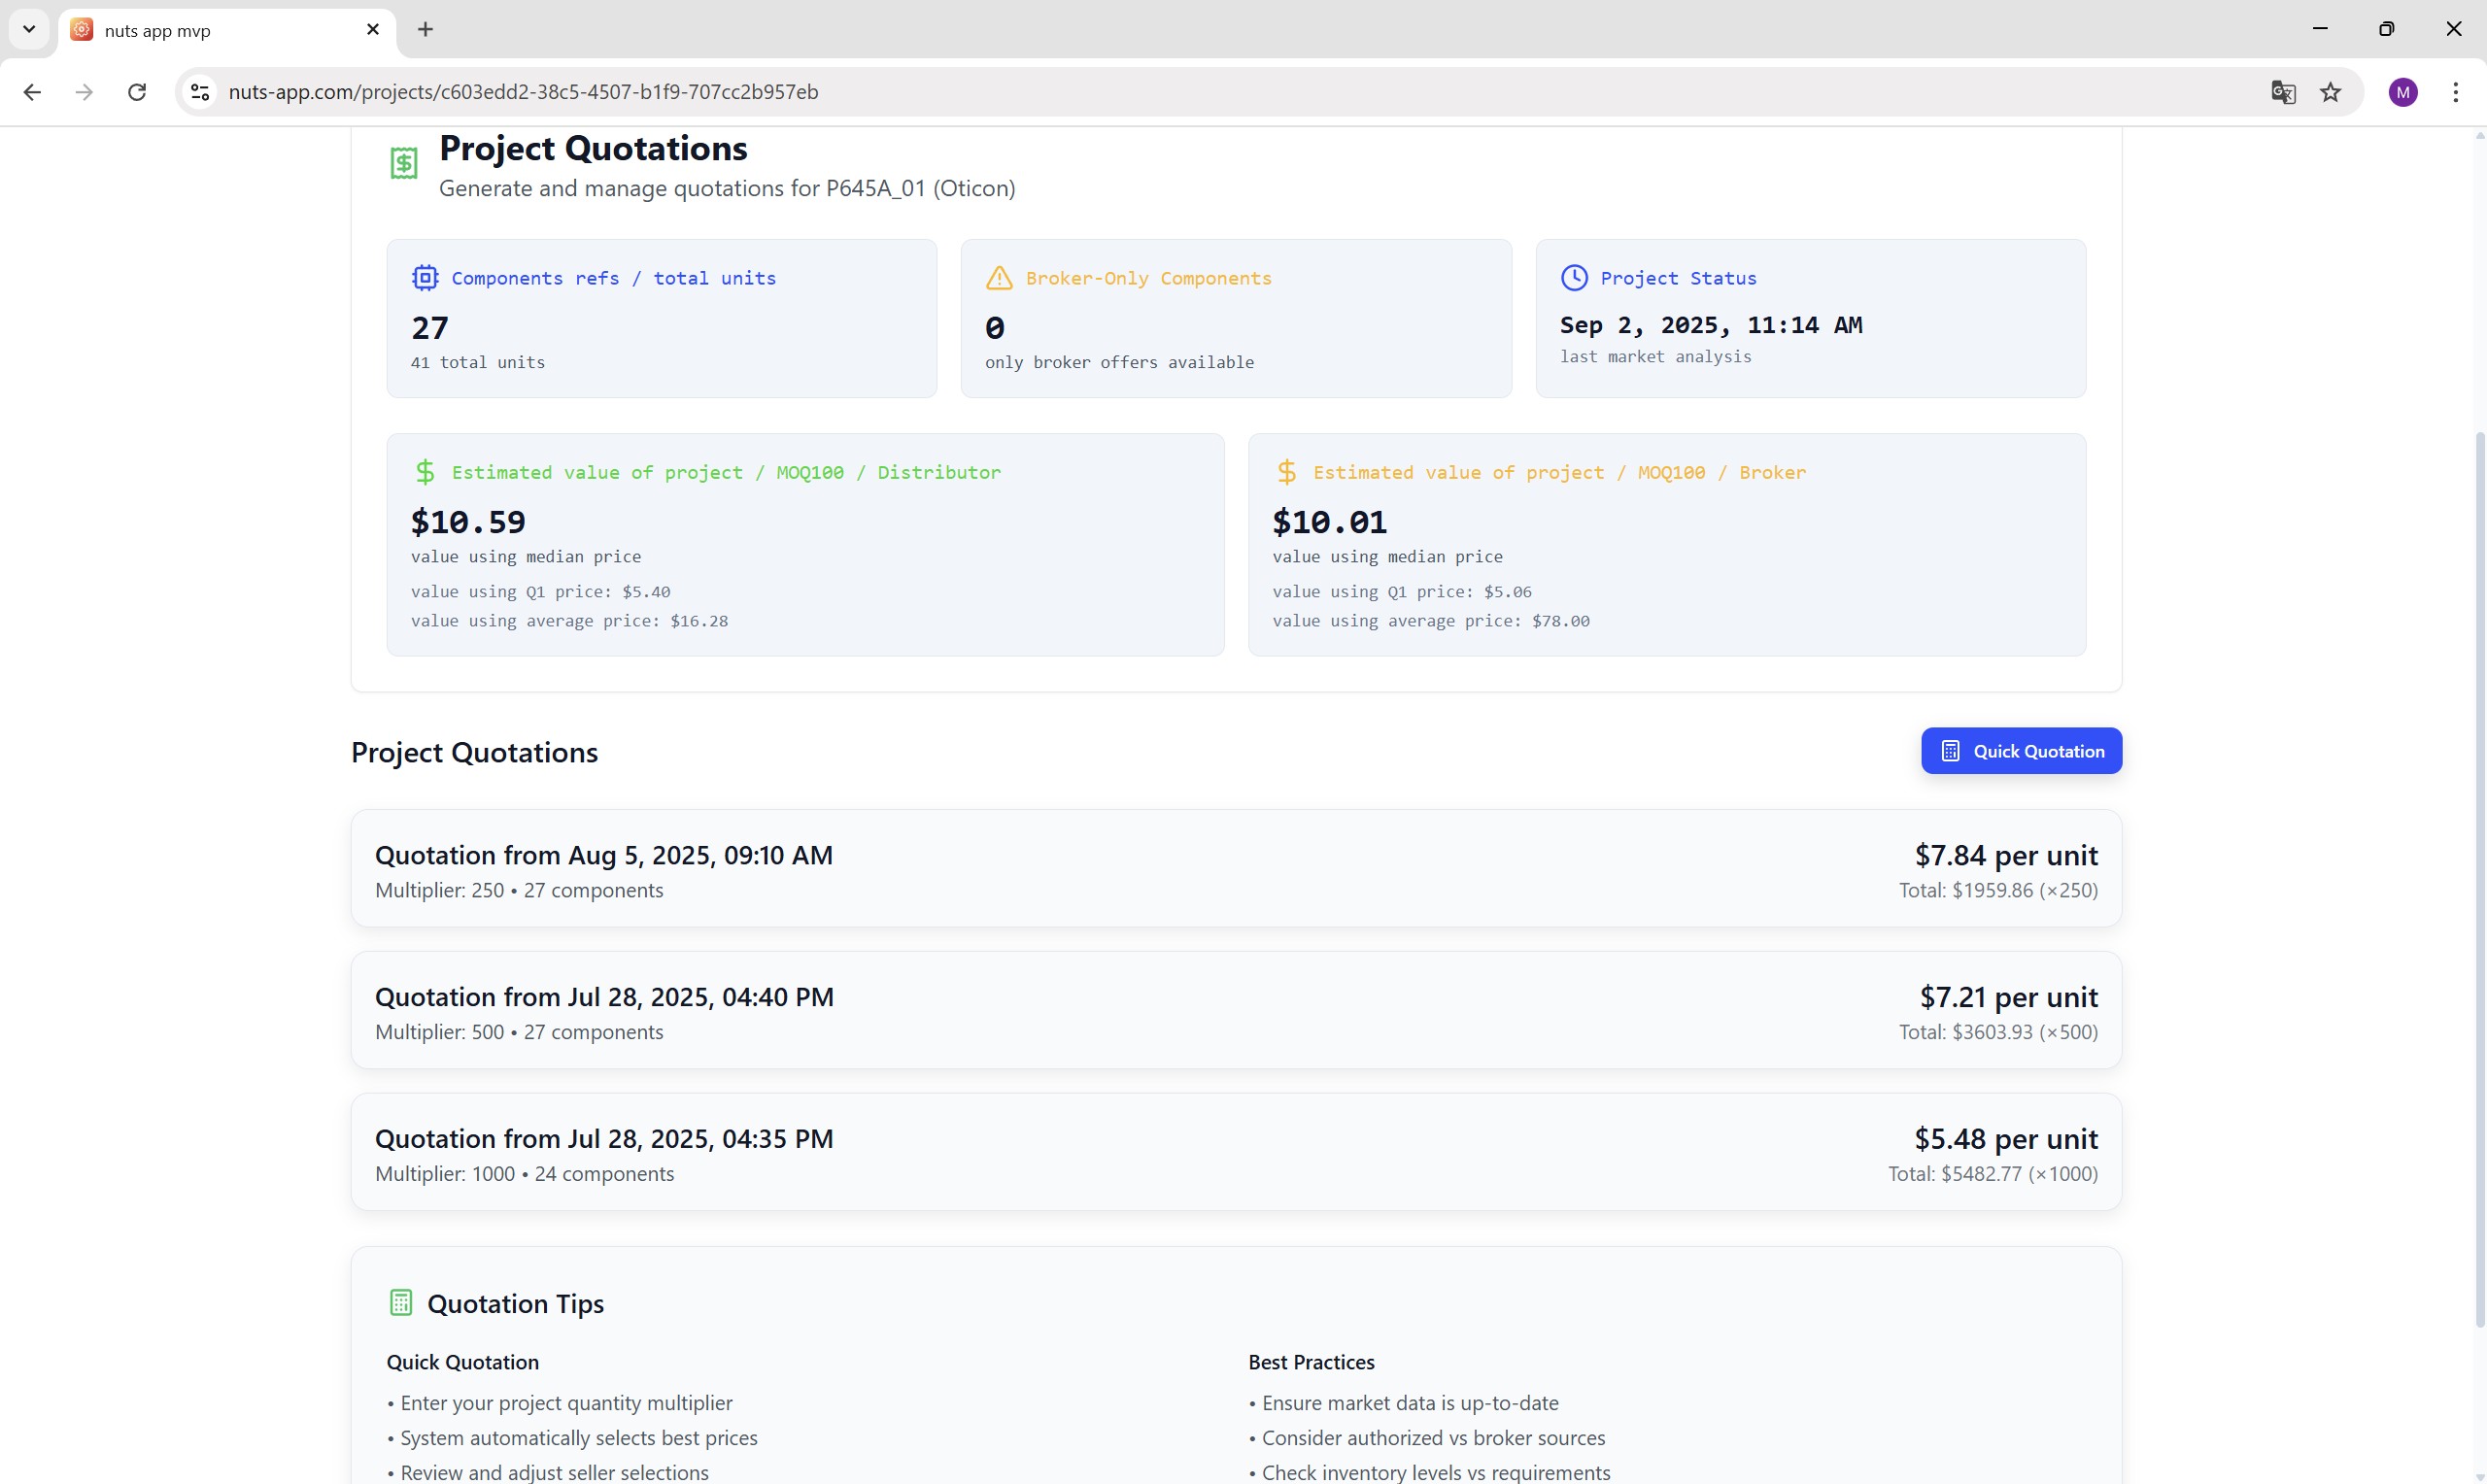 nuts app mvp
nuts-app.com/projects/c603edd2-38c5-4507-b1f9-707cc2b957eb
M
Project Quotations
Generate and manage quotations for P645A_01 (Oticon)
Components refs / total units
27
41 total units
Broker-Only Components
0
only broker offers available
Project Status
Sep 2, 2025, 11:14 AM
last market analysis
Estimated value of project / MOQ100 / Distributor
$10.59
value using median price
value using Q1 price: $5.40
value using average price: $16.28
Estimated value of project / MOQ100 / Broker
$10.01
value using median price
value using Q1 price: $5.06
value using average price: $78.00
Project Quotations
Quick Quotation
Quotation from Aug 5, 2025, 09:10 AM
Multiplier: 250 • 27 components
$7.84 per unit
Total: $1959.86 (×250)
Quotation from Jul 28, 2025, 04:40 PM
Multiplier: 500 • 27 components
$7.21 per unit
Total: $3603.93 (×500)
Quotation from Jul 28, 2025, 04:35 PM
Multiplier: 1000 • 24 components
$5.48 per unit
Total: $5482.77 (×1000)
Quotation Tips
Quick Quotation
• Enter your project quantity multiplier
• System automatically selects best prices
• Review and adjust seller selections
Best Practices
• Ensure market data is up-to-date
• Consider authorized vs broker sources
• Check inventory levels vs requirements